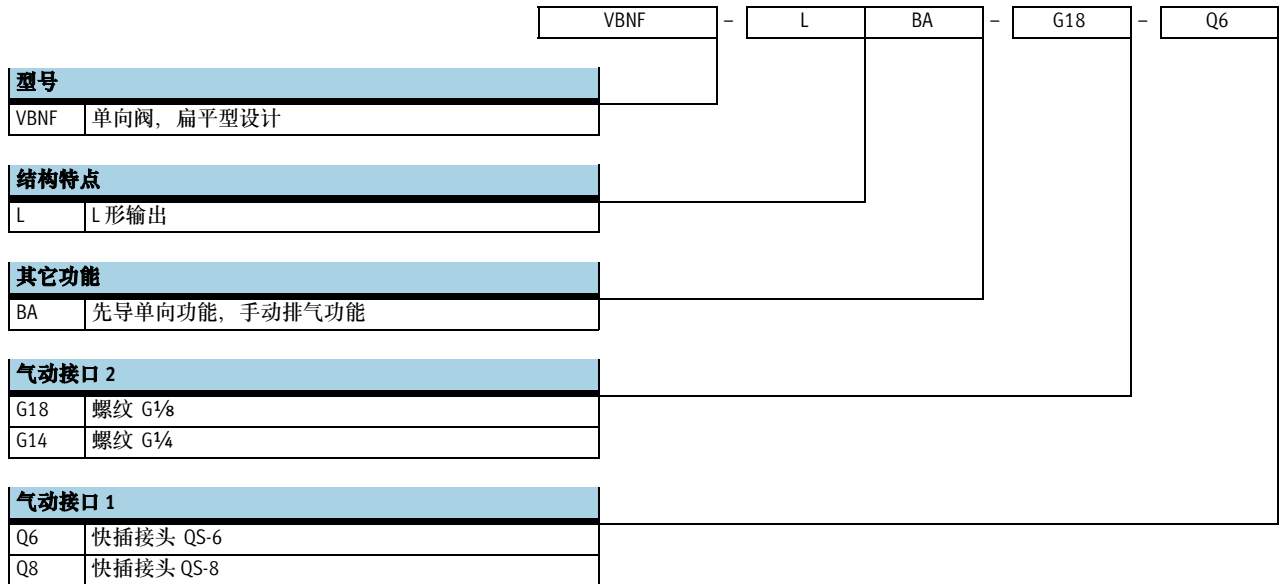 VBNF – L BA – G18 – Q6
型号
VBNF 单向阀，扁平型设计
结构特点
L L 形输出
其它功能
BA 先导单向功能，手动排气功能
气动接口 2
G18 螺纹 G⅛
G14 螺纹 G¼
气动接口 1
Q6 快插接头 QS-6
Q8 快插接头 QS-8